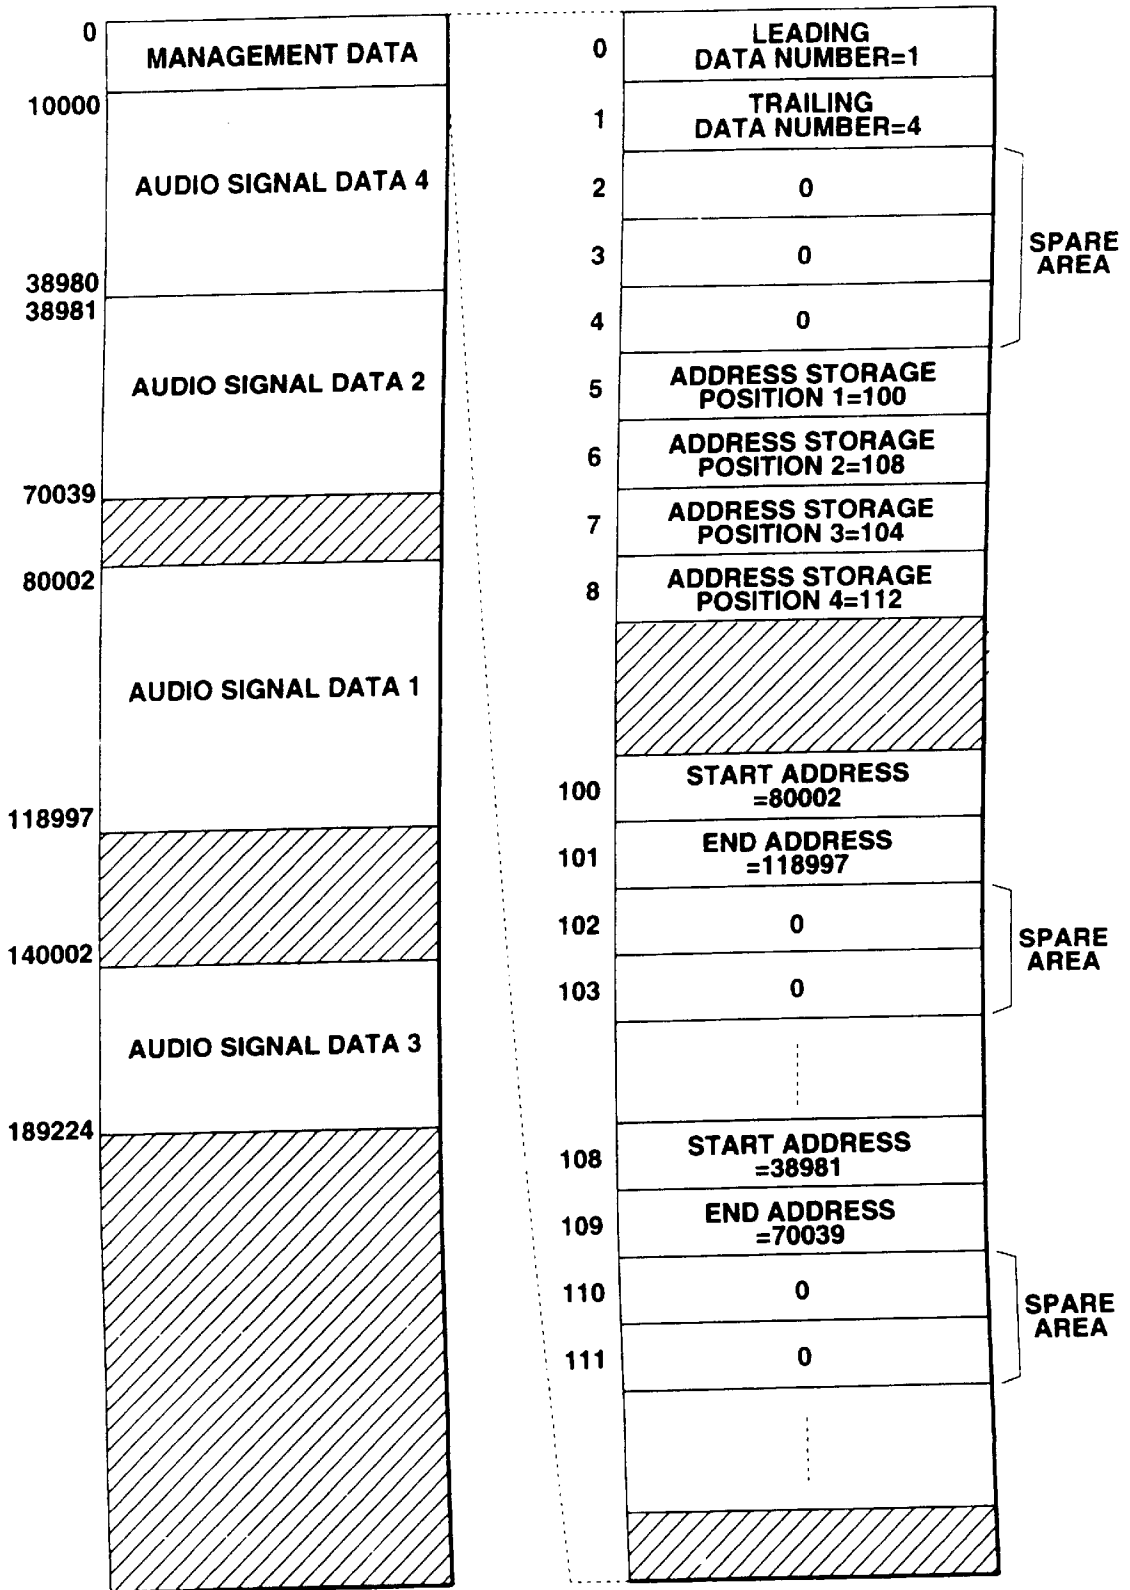 0
MANAGEMENT DATA
10000
AUDIO SIGNAL DATA 4
38980
38981
AUDIO SIGNAL DATA 2
70039
80002
AUDIO SIGNAL DATA 1
118997
140002
AUDIO SIGNAL DATA 3
189224
0
LEADING
DATA NUMBER=1
1
TRAILING
DATA NUMBER=4
2
0
3
0
4
0
SPARE
AREA
5
ADDRESS STORAGE
POSITION 1=100
6
ADDRESS STORAGE
POSITION 2=108
7
ADDRESS STORAGE
POSITION 3=104
8
ADDRESS STORAGE
POSITION 4=112
100
START ADDRESS
=80002
101
END ADDRESS
=118997
102
0
103
0
SPARE
AREA
108
START ADDRESS
=38981
109
END ADDRESS
=70039
110
0
111
0
SPARE
AREA